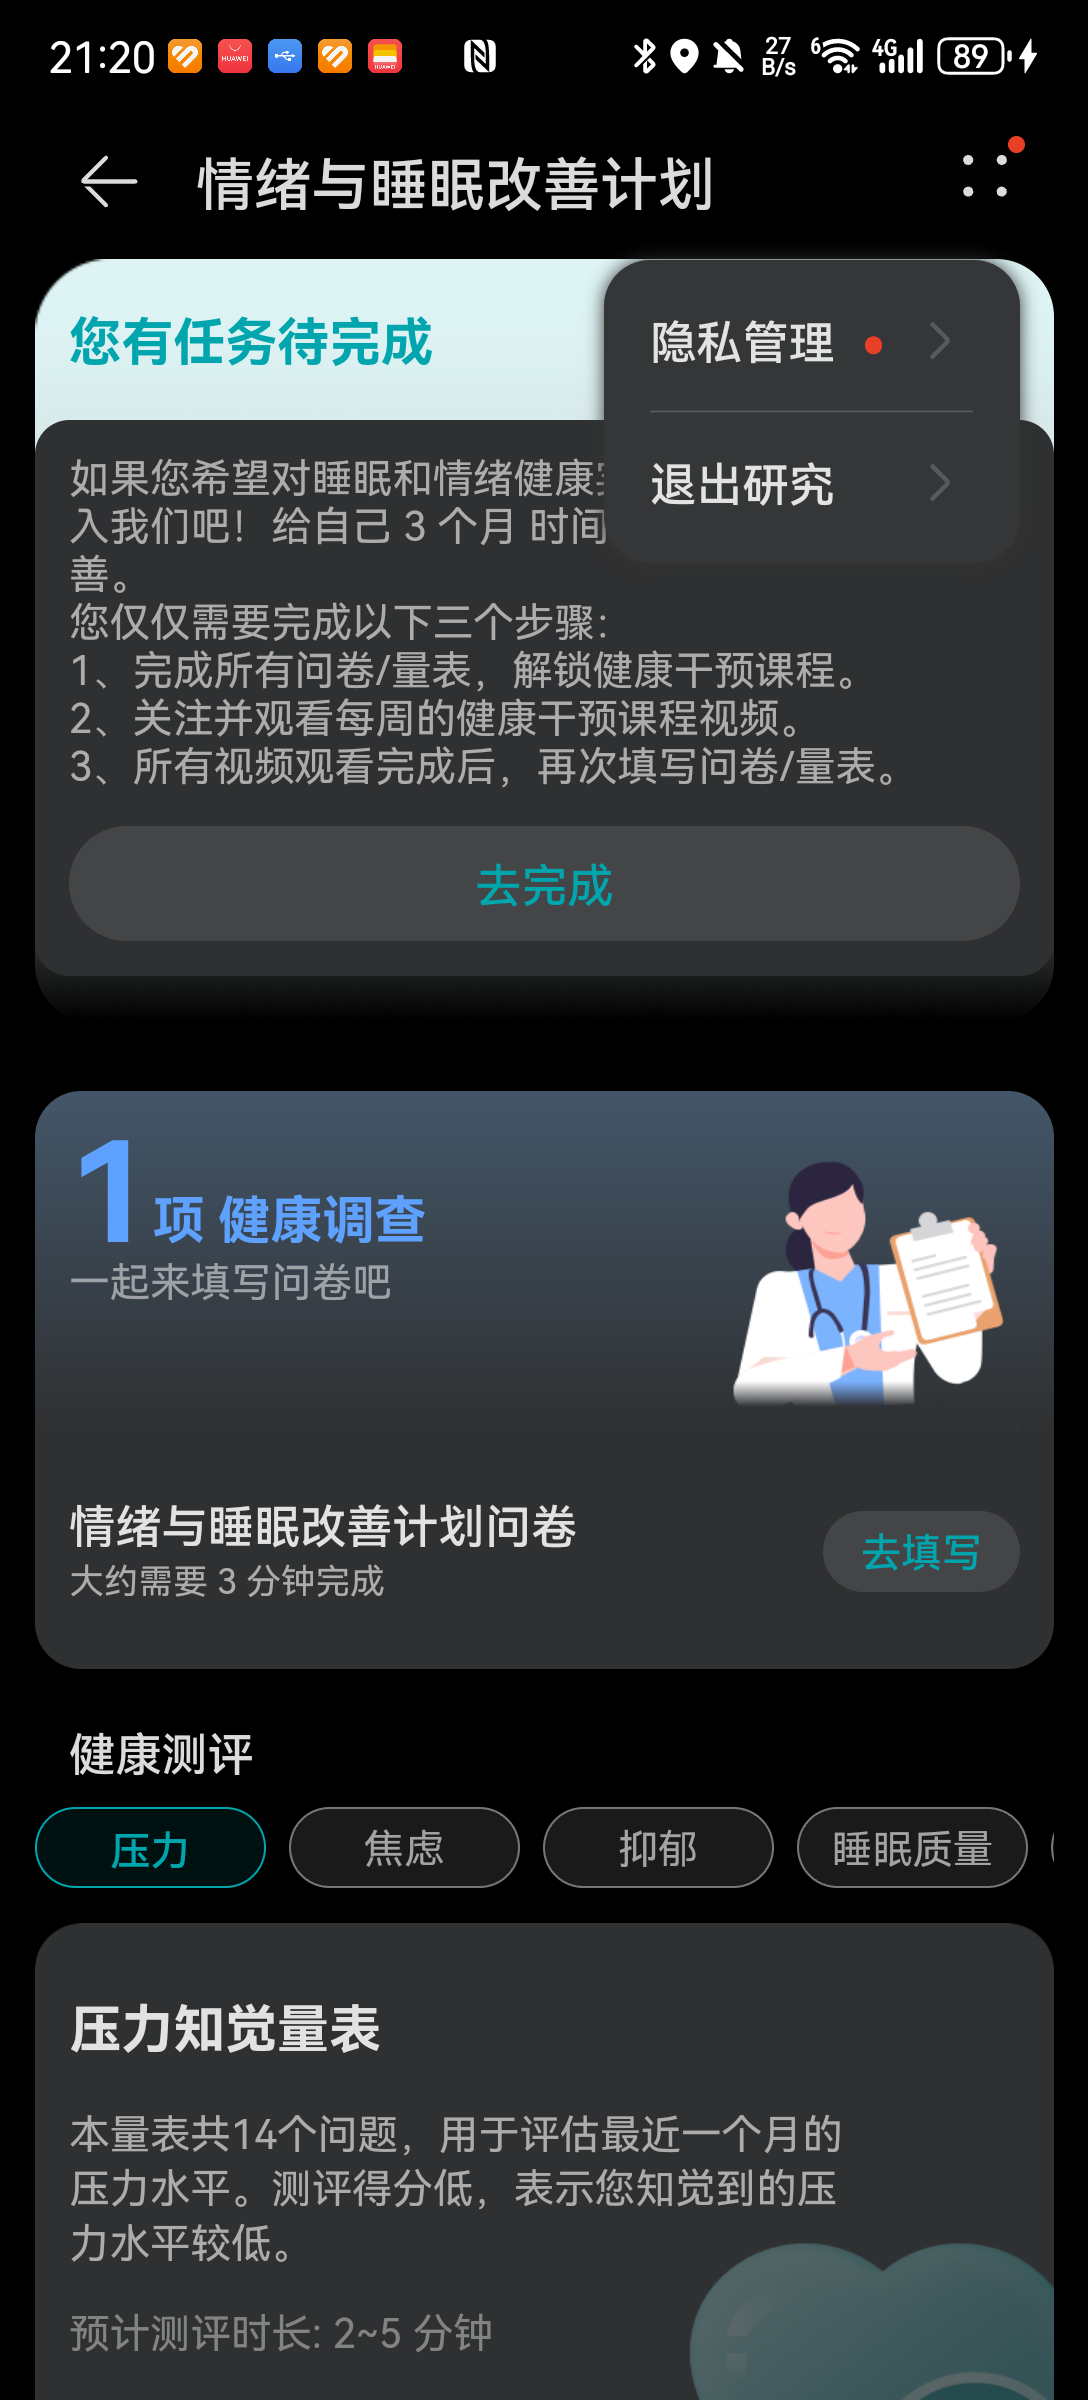 21:20
HUAWEI
HUAWEI
27
B/s
6
4G
89
情绪与睡眠改善计划
您有任务待完成
隐私管理
退出研究
如果您希望对睡眠和情绪健康
入我们吧！给自己 3 个月 时间
善。
您仅仅需要完成以下三个步骤：
1、完成所有问卷/量表，解锁健康干预课程。
2、关注并观看每周的健康干预课程视频。
3、所有视频观看完成后，再次填写问卷/量表。
去完成
1 项 健康调查
一起来填写问卷吧
情绪与睡眠改善计划问卷
大约需要 3 分钟完成
去填写
健康测评
压力
焦虑
抑郁
睡眠质量
压力知觉量表
本量表共14个问题，用于评估最近一个月的
压力水平。测评得分低，表示您知觉到的压
力水平较低。
预计测评时长: 2~5 分钟